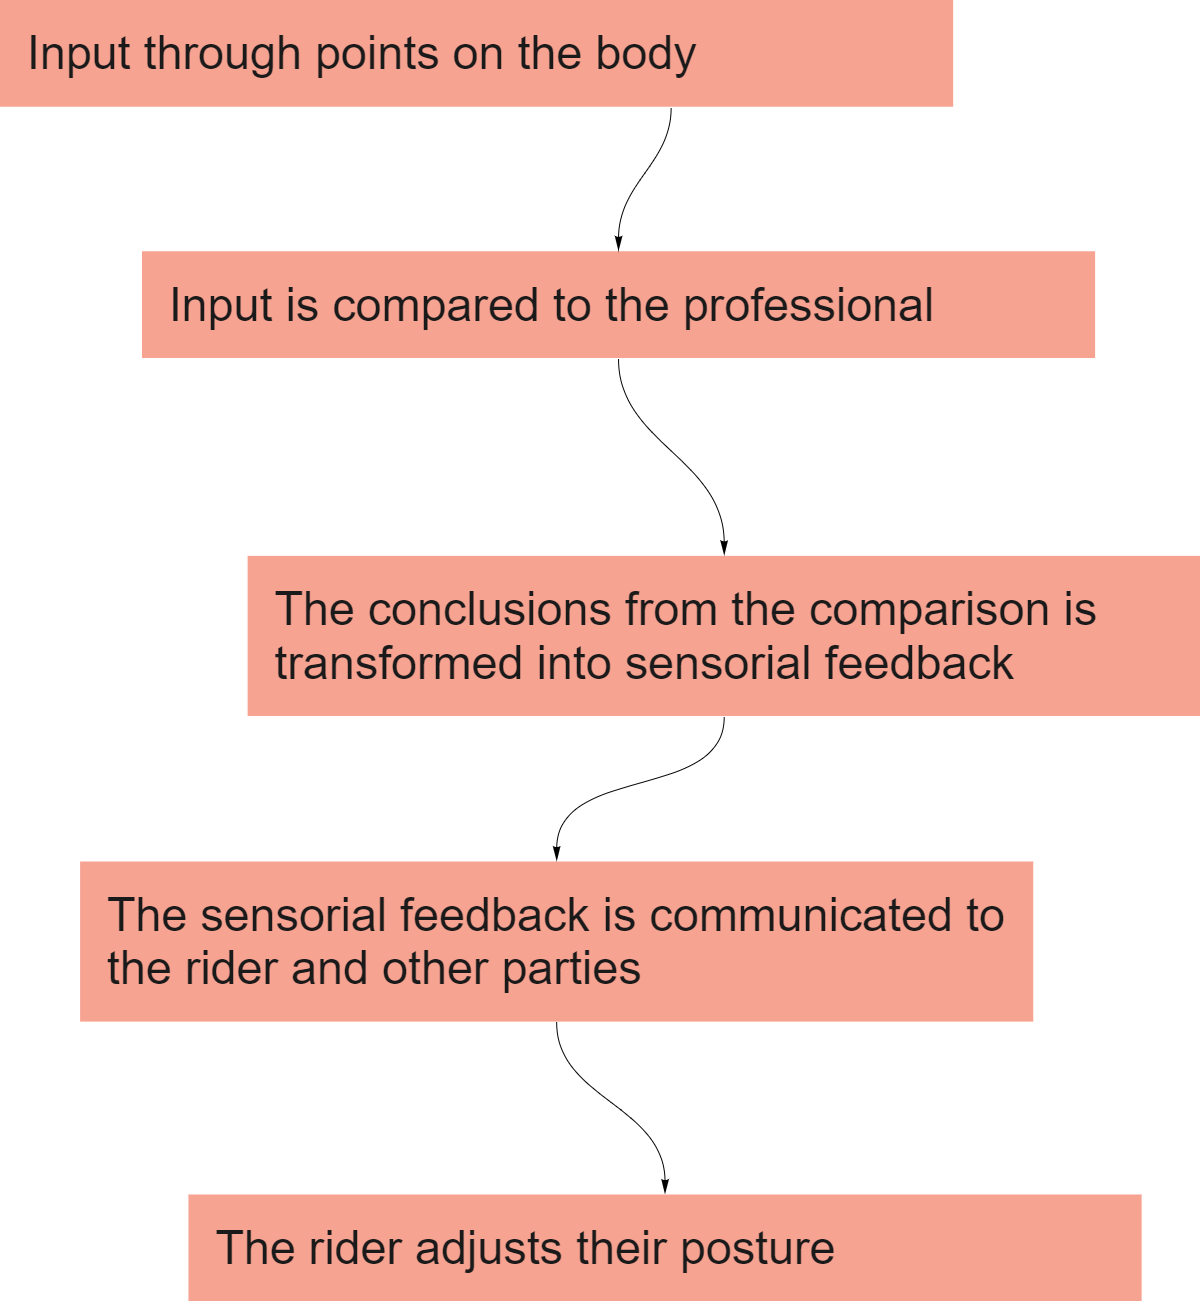 Input through points on the body
Input is compared to the professional
The conclusions from the comparison is
transformed into sensorial feedback
The sensorial feedback is communicated to
the rider and other parties
The rider adjusts their posture